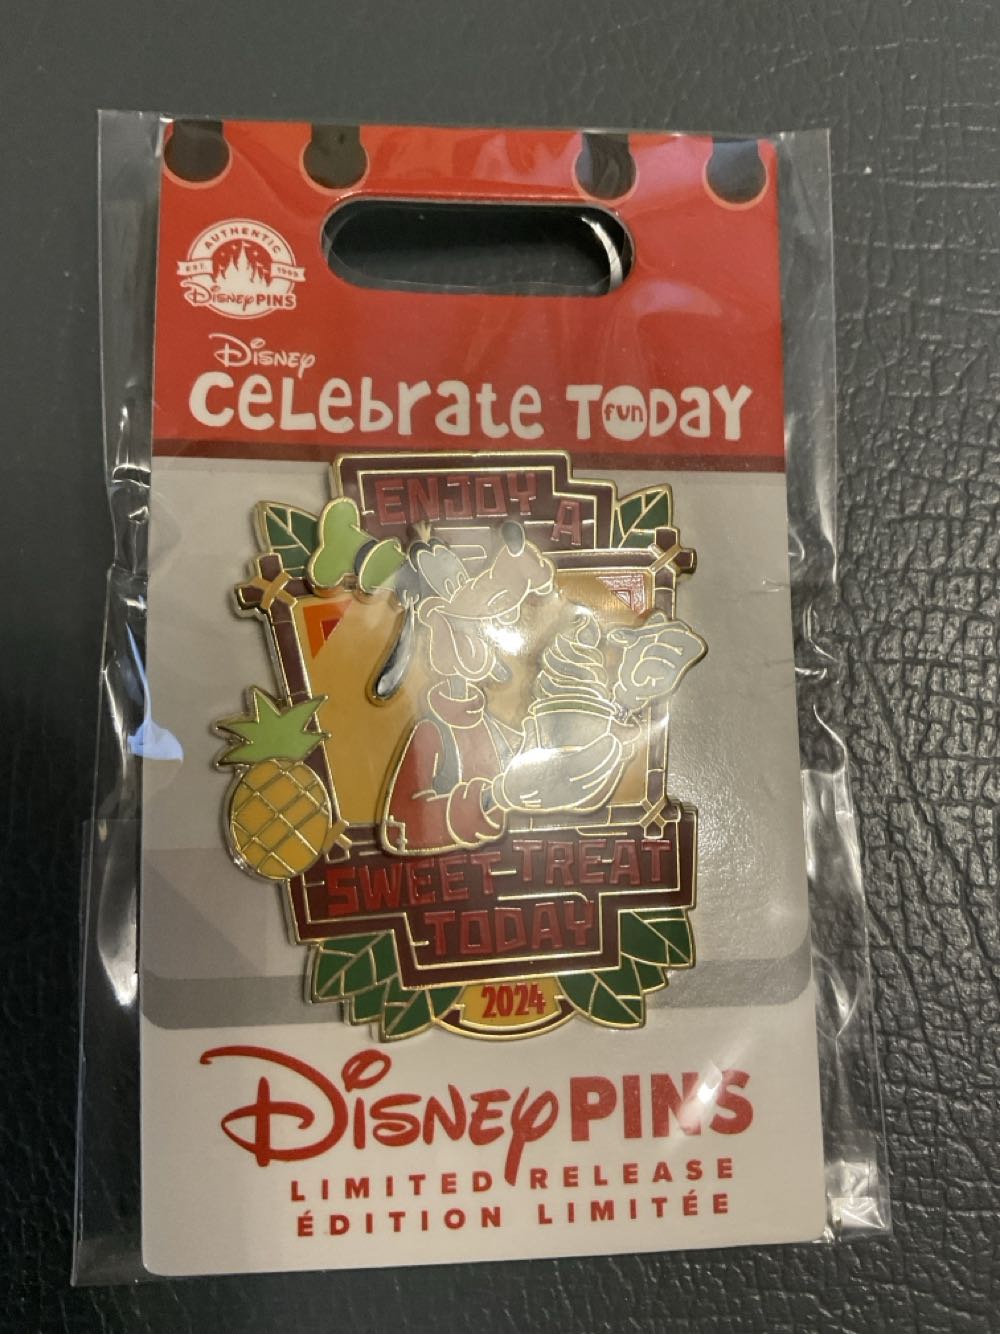 AUTHENTIC
EST. 1999
Disney PINS
Disney
CeLebrate TODAY
fun
ENJOY A
SWEET TREAT
TODAY
2024
Disney PINS
LIMITED RELEASE
ÉDITION LIMITÉE